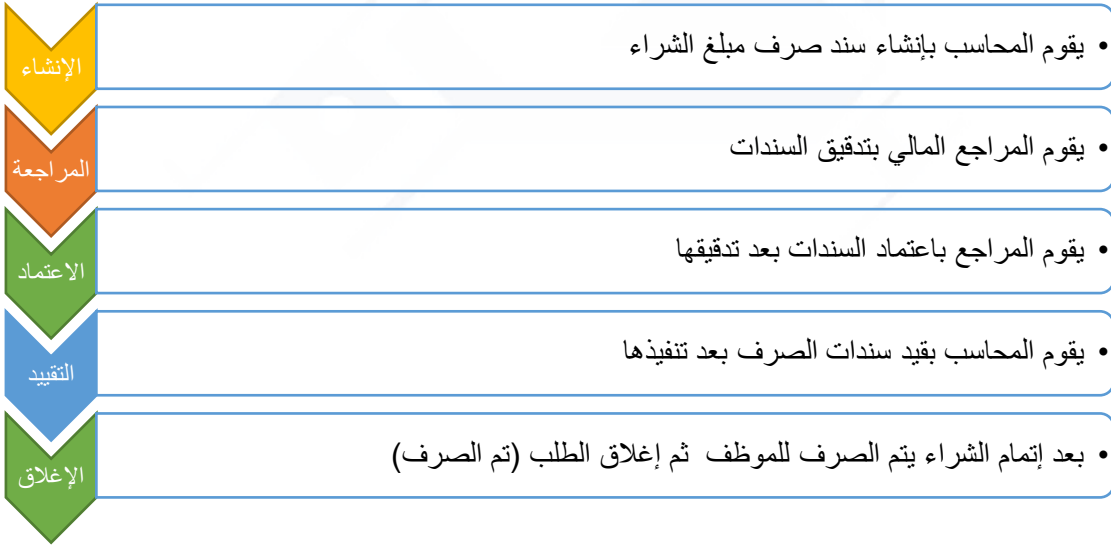 الإنشاء
• يقوم المحاسب بإنشاء سند صرف مبلغ الشراء
المراجعة
• يقوم المراجع المالي بتدقيق السندات
الاعتماد
• يقوم المراجع باعتماد السندات بعد تدقيقها
التقييد
• يقوم المحاسب بقيد سندات الصرف بعد تنفيذها
الإغلاق
• بعد إتمام الشراء يتم الصرف للموظف ثم إغلاق الطلب (تم الصرف)